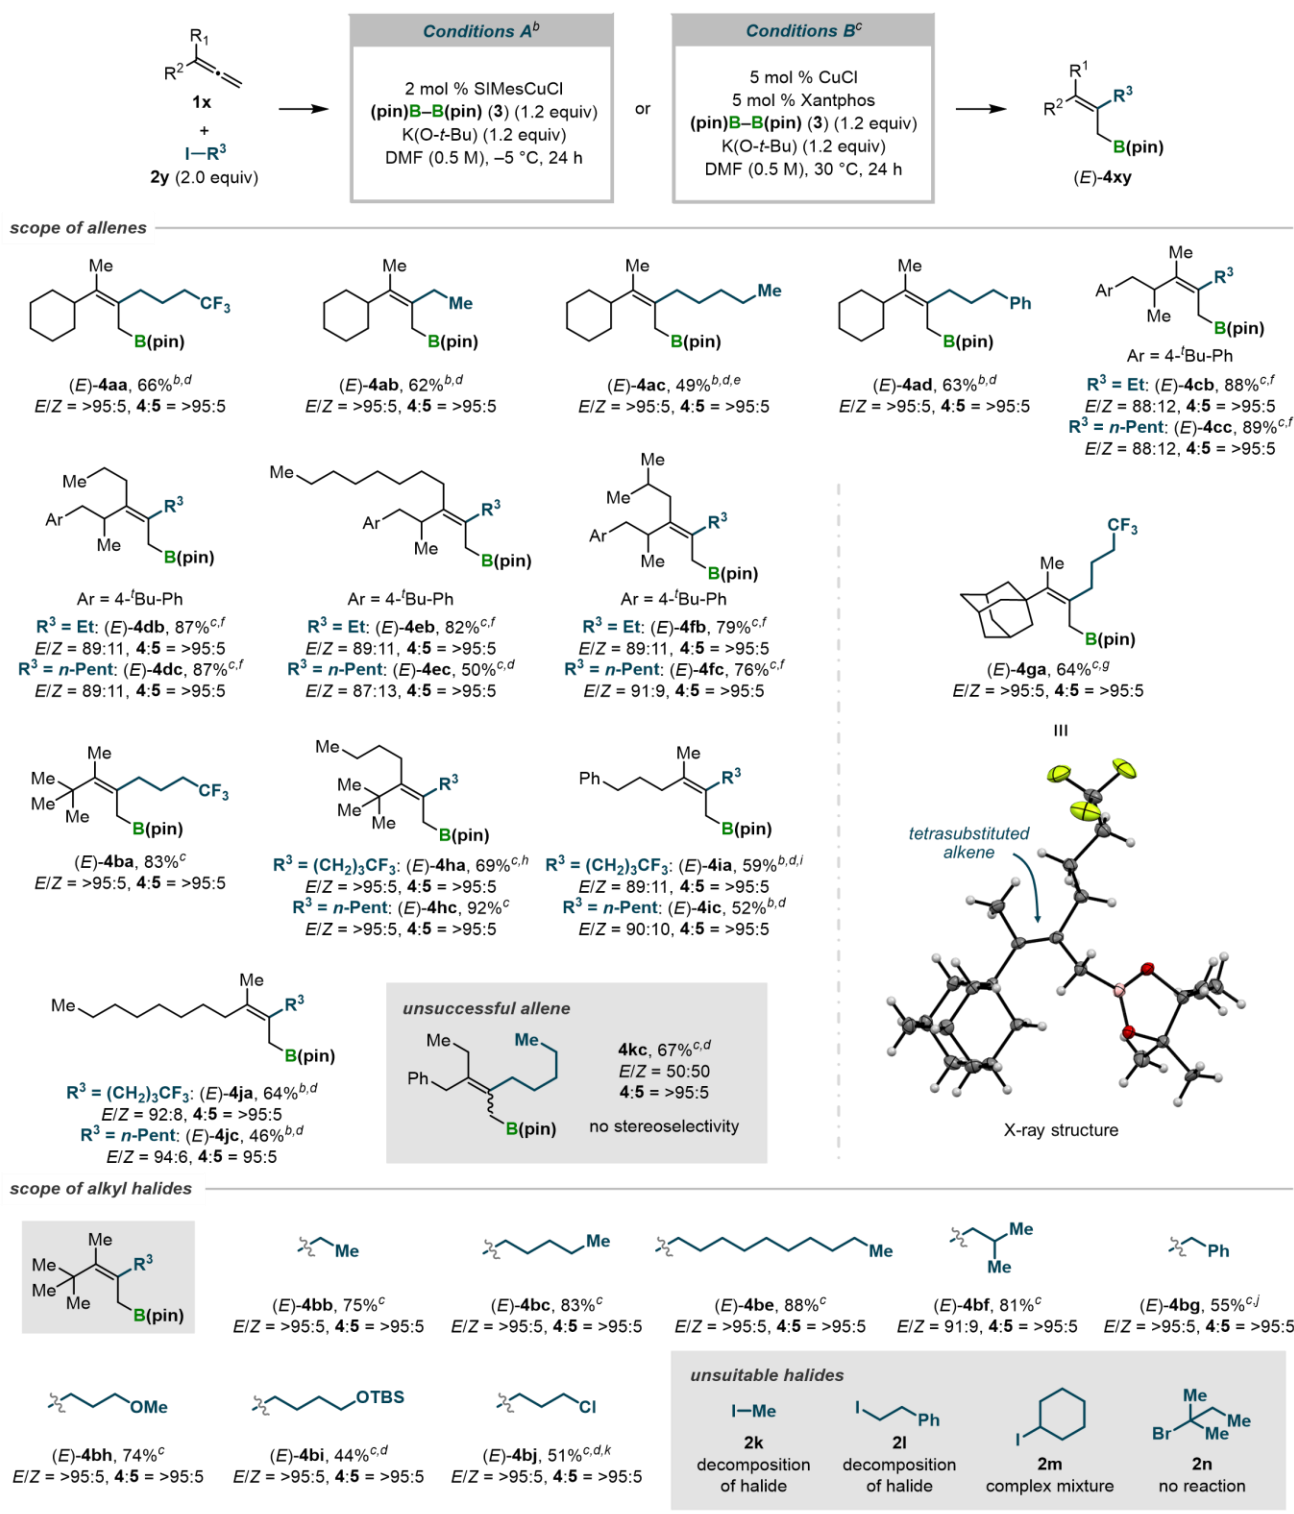 R1
R2
1x
+
I–R3
2y (2.0 equiv)
Conditions Ab
2 mol % SIMesCuCl
(pin)B–B(pin) (3) (1.2 equiv)
K(O-t-Bu) (1.2 equiv)
DMF (0.5 M), –5 °C, 24 h
or
Conditions Bc
5 mol % CuCl
5 mol % Xantphos
(pin)B–B(pin) (3) (1.2 equiv)
K(O-t-Bu) (1.2 equiv)
DMF (0.5 M), 30 °C, 24 h
R1
R2
R3
B(pin)
(E)-4xy
scope of allenes
Me
CF3
B(pin)
(E)-4aa, 66%b,d
E/Z = >95:5, 4:5 = >95:5
Me
Me
B(pin)
(E)-4ab, 62%b,d
E/Z = >95:5, 4:5 = >95:5
Me
Me
B(pin)
(E)-4ac, 49%b,d,e
E/Z = >95:5, 4:5 = >95:5
Me
Ph
B(pin)
(E)-4ad, 63%b,d
E/Z = >95:5, 4:5 = >95:5
Me
R3
Ar
Me
B(pin)
Ar = 4-tBu-Ph
R3 = Et: (E)-4cb, 88%c,f
E/Z = 88:12, 4:5 = >95:5
R3 = n-Pent: (E)-4cc, 89%c,f
E/Z = 88:12, 4:5 = >95:5
Me
R3
Ar
Me
B(pin)
Ar = 4-tBu-Ph
R3 = Et: (E)-4db, 87%c,f
E/Z = 89:11, 4:5 = >95:5
R3 = n-Pent: (E)-4dc, 87%c,f
E/Z = 89:11, 4:5 = >95:5
Me
R3
Ar
Me
B(pin)
Ar = 4-tBu-Ph
R3 = Et: (E)-4eb, 82%c,f
E/Z = 89:11, 4:5 = >95:5
R3 = n-Pent: (E)-4ec, 50%c,d
E/Z = 87:13, 4:5 = >95:5
Me
Me
R3
Ar
Me
B(pin)
Ar = 4-tBu-Ph
R3 = Et: (E)-4fb, 79%c,f
E/Z = 89:11, 4:5 = >95:5
R3 = n-Pent: (E)-4fc, 76%c,f
E/Z = 91:9, 4:5 = >95:5
CF3
Me
B(pin)
(E)-4ga, 64%c,g
E/Z = >95:5, 4:5 = >95:5
tetrasubstituted
alkene
X-ray structure
Me
Me
Me
Me
CF3
B(pin)
(E)-4ba, 83%c
E/Z = >95:5, 4:5 = >95:5
Me
Me
Me
Me
R3
B(pin)
R3 = (CH2)3CF3: (E)-4ha, 69%c,h
E/Z = >95:5, 4:5 = >95:5
R3 = n-Pent: (E)-4hc, 92%c
E/Z = >95:5, 4:5 = >95:5
Me
Ph
R3
B(pin)
R3 = (CH2)3CF3: (E)-4ia, 59%b,d,i
E/Z = 89:11, 4:5 = >95:5
R3 = n-Pent: (E)-4ic, 52%b,d
E/Z = 90:10, 4:5 = >95:5
Me
Me
R3
B(pin)
R3 = (CH2)3CF3: (E)-4ja, 64%b,d
E/Z = 92:8, 4:5 = >95:5
R3 = n-Pent: (E)-4jc, 46%b,d
E/Z = 94:6, 4:5 = 95:5
unsuccessful allene
Me
Me
Ph
B(pin)
4kc, 67%c,d
E/Z = 50:50
4:5 = >95:5
no stereoselectivity
scope of alkyl halides
Me
Me
Me
Me
R3
B(pin)
Me
(E)-4bb, 75%c
E/Z = >95:5, 4:5 = >95:5
Me
(E)-4bc, 83%c
E/Z = >95:5, 4:5 = >95:5
Me
(E)-4be, 88%c
E/Z = >95:5, 4:5 = >95:5
Me
Me
(E)-4bf, 81%c
E/Z = 91:9, 4:5 = >95:5
Ph
(E)-4bg, 55%c,j
E/Z = >95:5, 4:5 = >95:5
OMe
(E)-4bh, 74%c
E/Z = >95:5, 4:5 = >95:5
OTBS
(E)-4bi, 44%c,d
E/Z = >95:5, 4:5 = >95:5
Cl
(E)-4bj, 51%c,d,k
E/Z = >95:5, 4:5 = >95:5
unsuitable halides
I–Me
2k
decomposition
of halide
I
Ph
2l
decomposition
of halide
I
2m
complex mixture
Me
Me
Br
Me
2n
no reaction